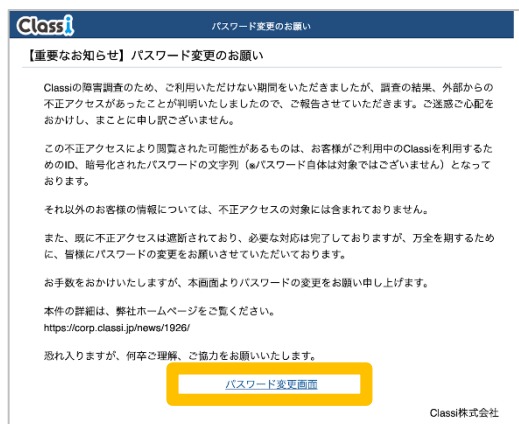 Classi
パスワード変更のお願い
【重要なお知らせ】パスワード変更のお願い
Classiの障害調査のため、ご利用いただけない期間をいただきましたが、調査の結果、外部からの
不正アクセスがあったことが判明いたしましたので、ご報告させていただきます。ご迷惑ご心配を
おかけし、まことに申し訳ございません。
この不正アクセスにより閲覧された可能性があるものは、お客様がご利用中のClassiを利用するた
めのID、暗号化されたパスワードの文字列（※パスワード自体は対象ではございません）となって
おります。
それ以外のお客様の情報については、不正アクセスの対象には含まれておりません。
また、既に不正アクセスは遮断されており、必要な対応は完了しておりますが、万全を期するため
に、皆様にパスワードの変更をお願いさせていただいております。
お手数をおかけいたしますが、本画面よりパスワードの変更をお願い申し上げます。
本件の詳細は、弊社ホームページをご覧ください。
https://corp.classi.jp/news/1926/
恐れ入りますが、何卒ご理解、ご協力をお願いいたします。
パスワード変更画面
Classi株式会社